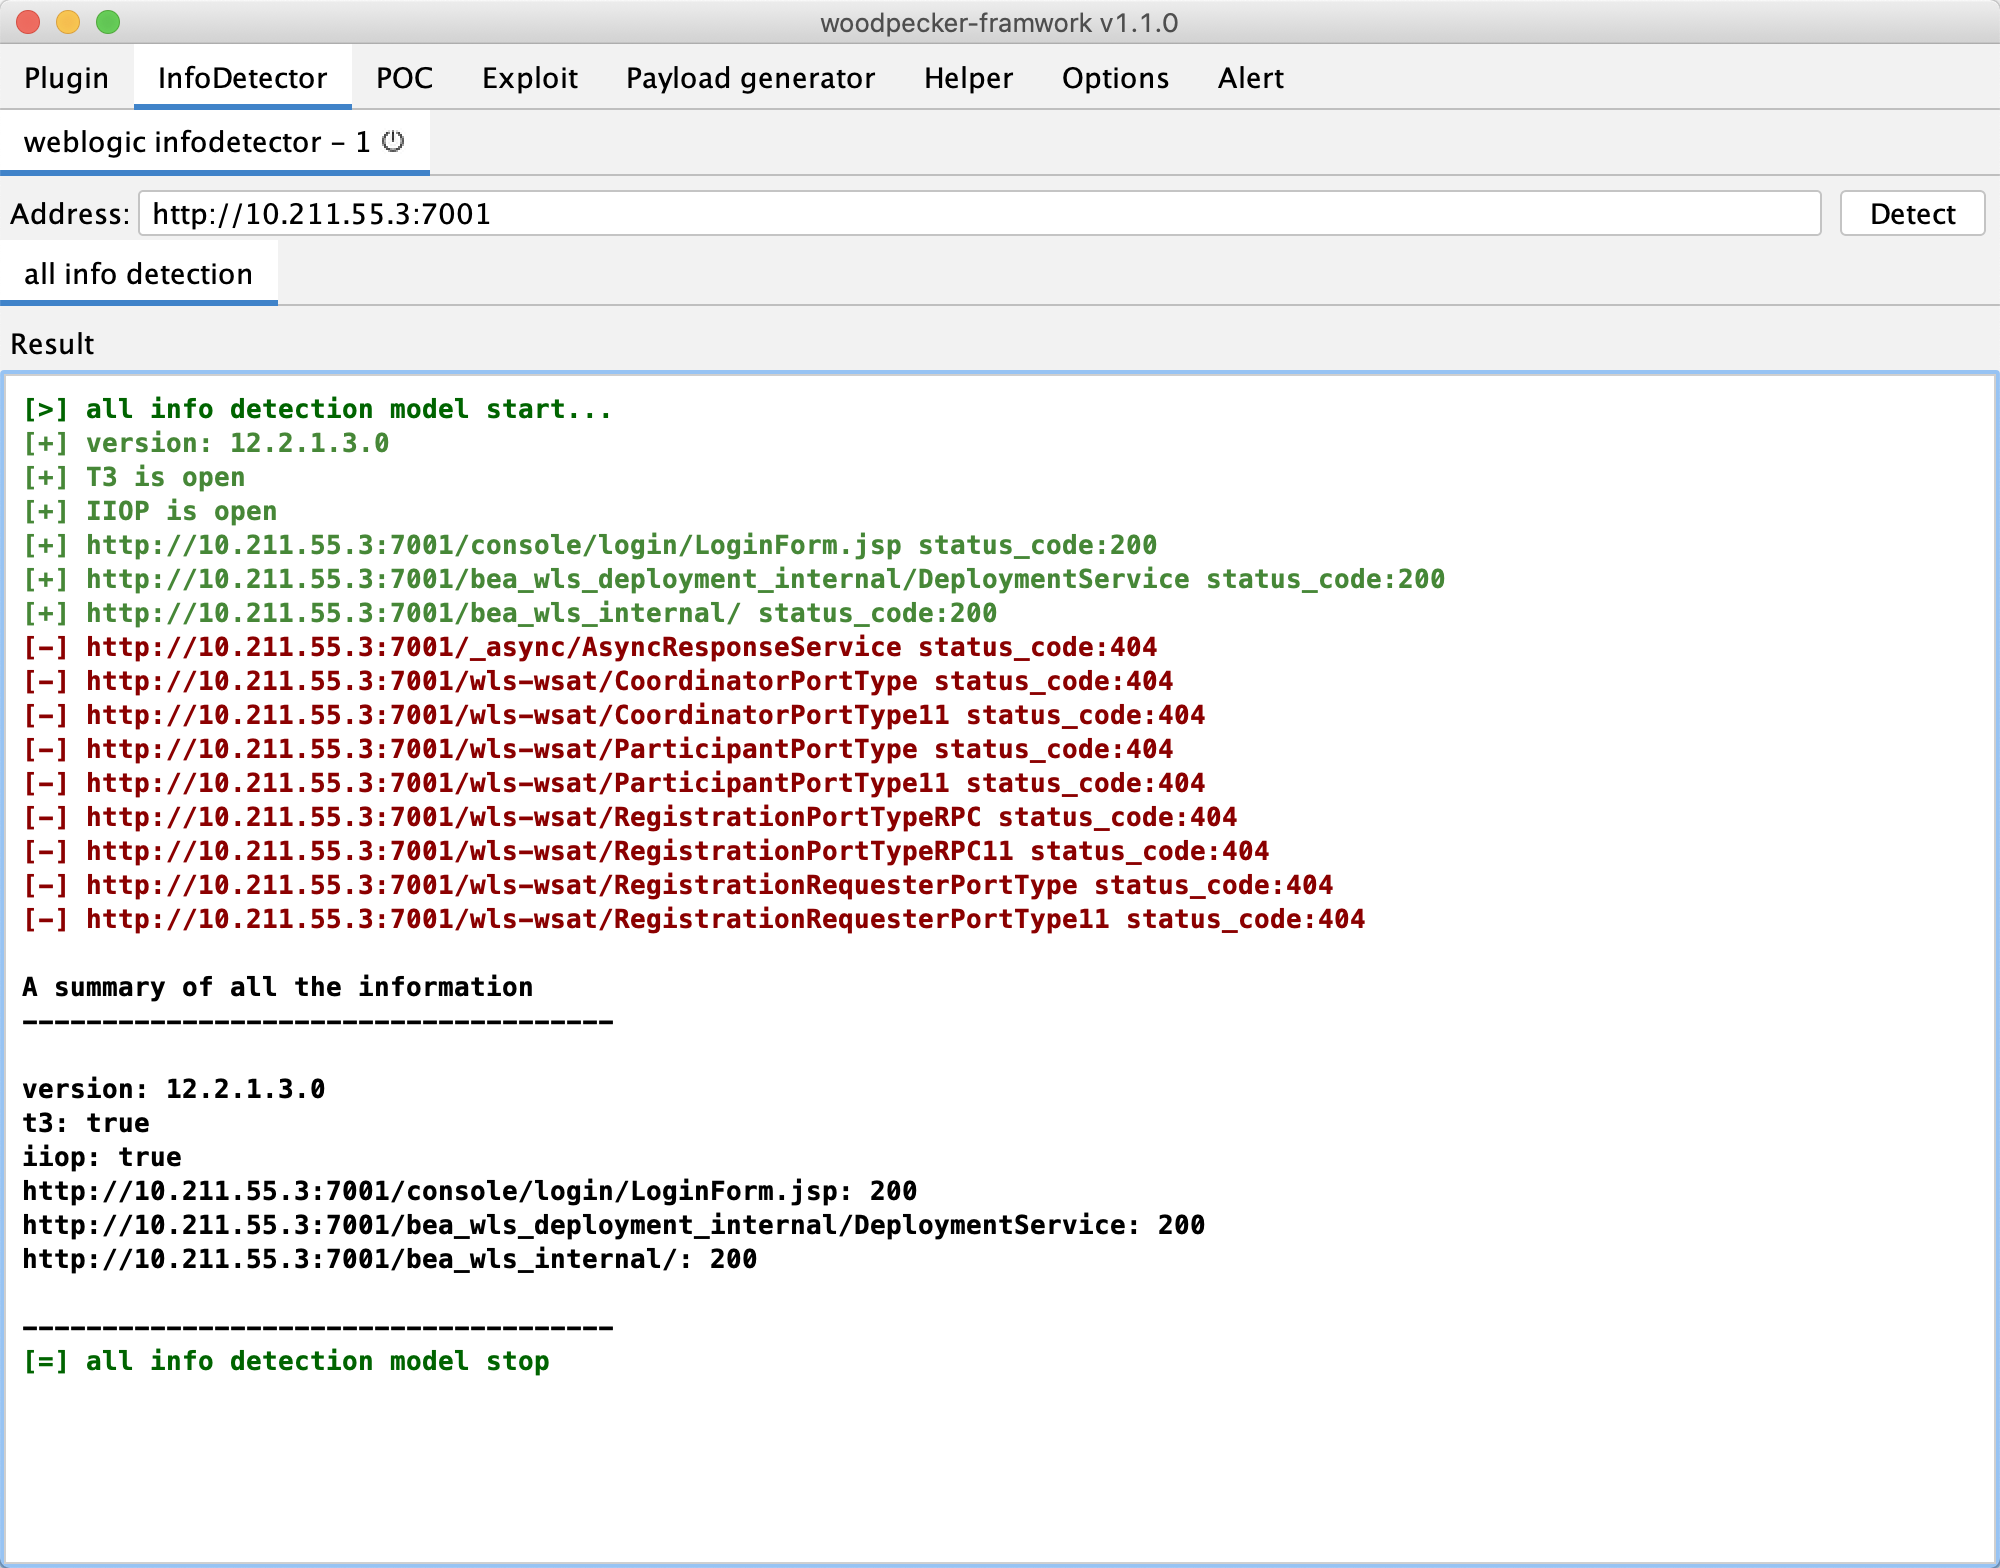 woodpecker-framwork v1.1.0
Plugin InfoDetector POC Exploit Payload generator Helper Options Alert
weblogic infodetector - 1
Address: http://10.211.55.3:7001 Detect
all info detection
Result
[>] all info detection model start...
[+] version: 12.2.1.3.0
[+] T3 is open
[+] IIOP is open
[+] http://10.211.55.3:7001/console/login/LoginForm.jsp status_code:200
[+] http://10.211.55.3:7001/bea_wls_deployment_internal/DeploymentService status_code:200
[+] http://10.211.55.3:7001/bea_wls_internal/ status_code:200
[-] http://10.211.55.3:7001/_async/AsyncResponseService status_code:404
[-] http://10.211.55.3:7001/wls-wsat/CoordinatorPortType status_code:404
[-] http://10.211.55.3:7001/wls-wsat/CoordinatorPortType11 status_code:404
[-] http://10.211.55.3:7001/wls-wsat/ParticipantPortType status_code:404
[-] http://10.211.55.3:7001/wls-wsat/ParticipantPortType11 status_code:404
[-] http://10.211.55.3:7001/wls-wsat/RegistrationPortTypeRPC status_code:404
[-] http://10.211.55.3:7001/wls-wsat/RegistrationPortTypeRPC11 status_code:404
[-] http://10.211.55.3:7001/wls-wsat/RegistrationRequesterPortType status_code:404
[-] http://10.211.55.3:7001/wls-wsat/RegistrationRequesterPortType11 status_code:404
A summary of all the information
-------------------------------------
version: 12.2.1.3.0
t3: true
iiop: true
http://10.211.55.3:7001/console/login/LoginForm.jsp: 200
http://10.211.55.3:7001/bea_wls_deployment_internal/DeploymentService: 200
http://10.211.55.3:7001/bea_wls_internal/: 200
-------------------------------------
[=] all info detection model stop